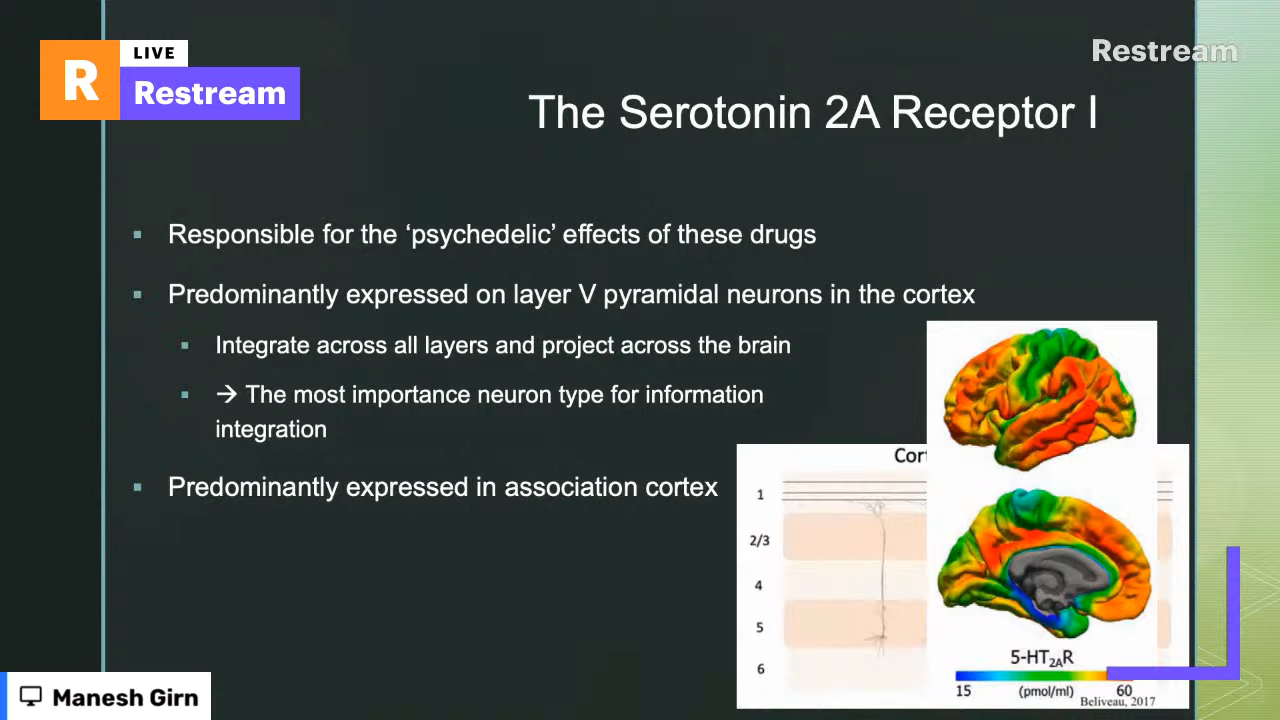 R
LIVE
Restream
Restream
The Serotonin 2A Receptor I
Responsible for the ‘psychedelic’ effects of these drugs
Predominantly expressed on layer V pyramidal neurons in the cortex
Integrate across all layers and project across the brain
→ The most importance neuron type for information
integration
Predominantly expressed in association cortex
1
2/3
4
5
6
5-HT2AR
15 (pmol/ml) 60
Beliveau, 2017
Manesh Girn